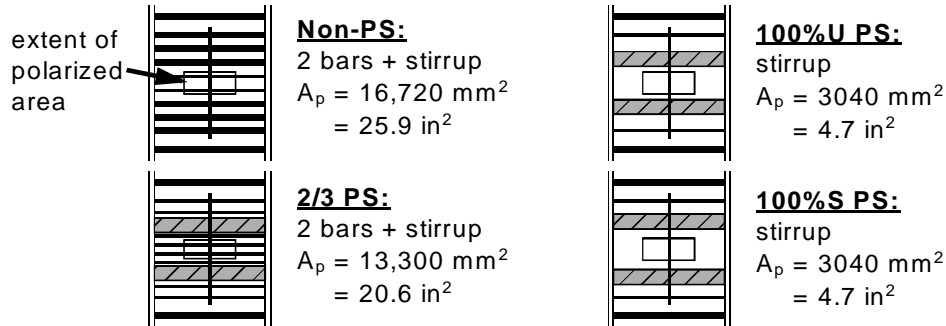 extent of
polarized
area
Non-PS:
2 bars + stirrup
Aₚ = 16,720 mm²
= 25.9 in²
100%U PS:
stirrup
Aₚ = 3040 mm²
= 4.7 in²
2/3 PS:
2 bars + stirrup
Aₚ = 13,300 mm²
= 20.6 in²
100%S PS:
stirrup
Aₚ = 3040 mm²
= 4.7 in²